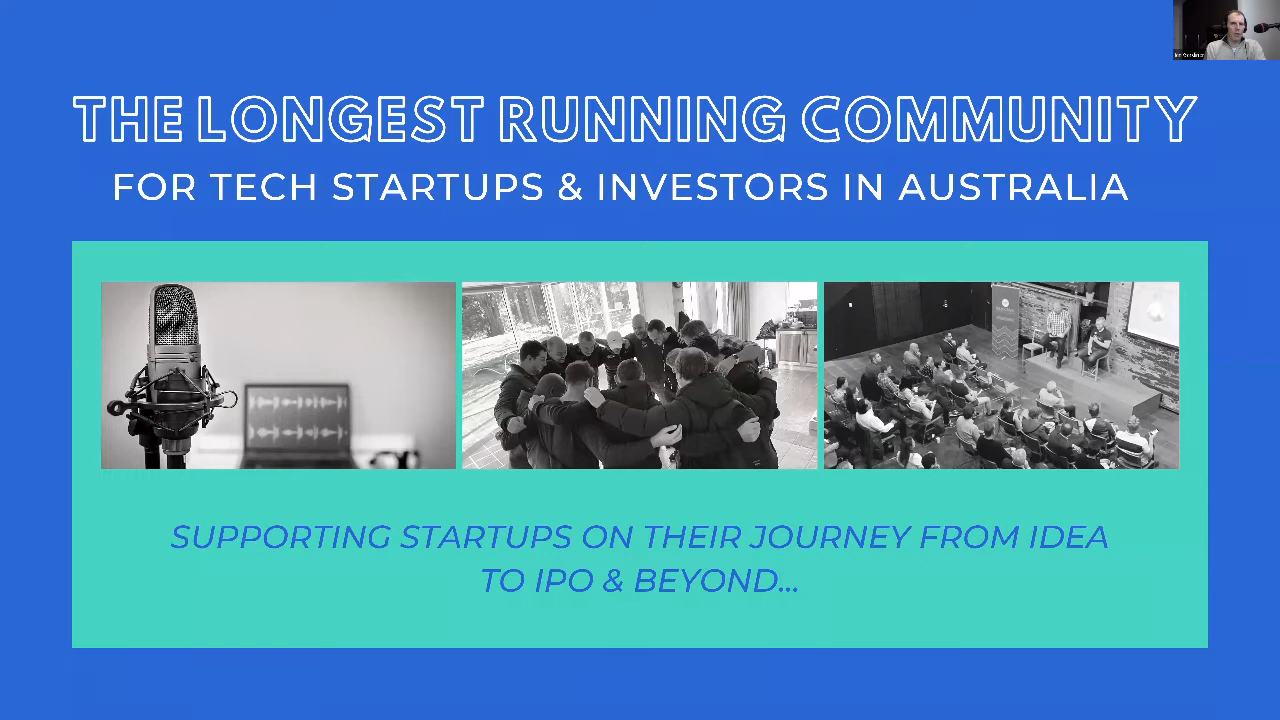 THE LONGEST RUNNING COMMUNITY
FOR TECH STARTUPS & INVESTORS IN AUSTRALIA
SUPPORTING STARTUPS ON THEIR JOURNEY FROM IDEA
TO IPO & BEYOND...